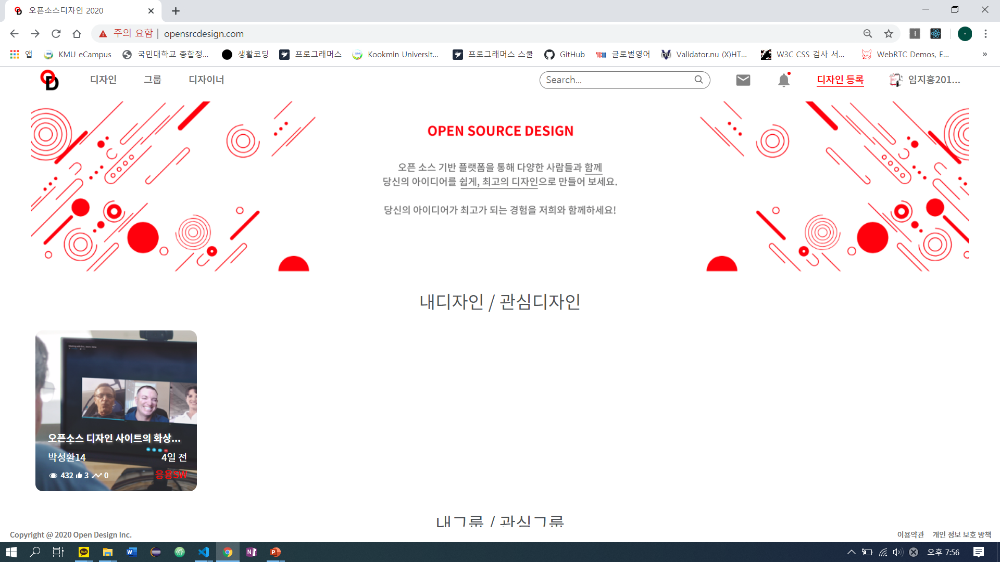 오픈소스디자인 2020
주의 요함 | opensrcdesign.com
앱 KMU eCampus 국민대학교 종합정... 생활코딩 프로그래머스 Kookmin Universit... 프로그래머스 스쿨 GitHub 글로벌영어 Validator.nu (X)HT... W3C CSS 검사 서... WebRTC Demos, E... »
디자인 그룹 디자이너 Search... 디자인 등록 임지홍201...
OPEN SOURCE DESIGN
오픈 소스 기반 플랫폼을 통해 다양한 사람들과 함께
당신의 아이디어를 쉽게, 최고의 디자인으로 만들어 보세요.
당신의 아이디어가 최고가 되는 경험을 저희와 함께하세요!
내디자인 / 관심디자인
오픈소스 디자인 사이트의 화상...
박성환14 4일 전
432 3 0 응용SW
내그룹 / 관심그룹
Copyright @ 2020 Open Design Inc. 이용약관 개인 정보 보호 방책
오후 7:56